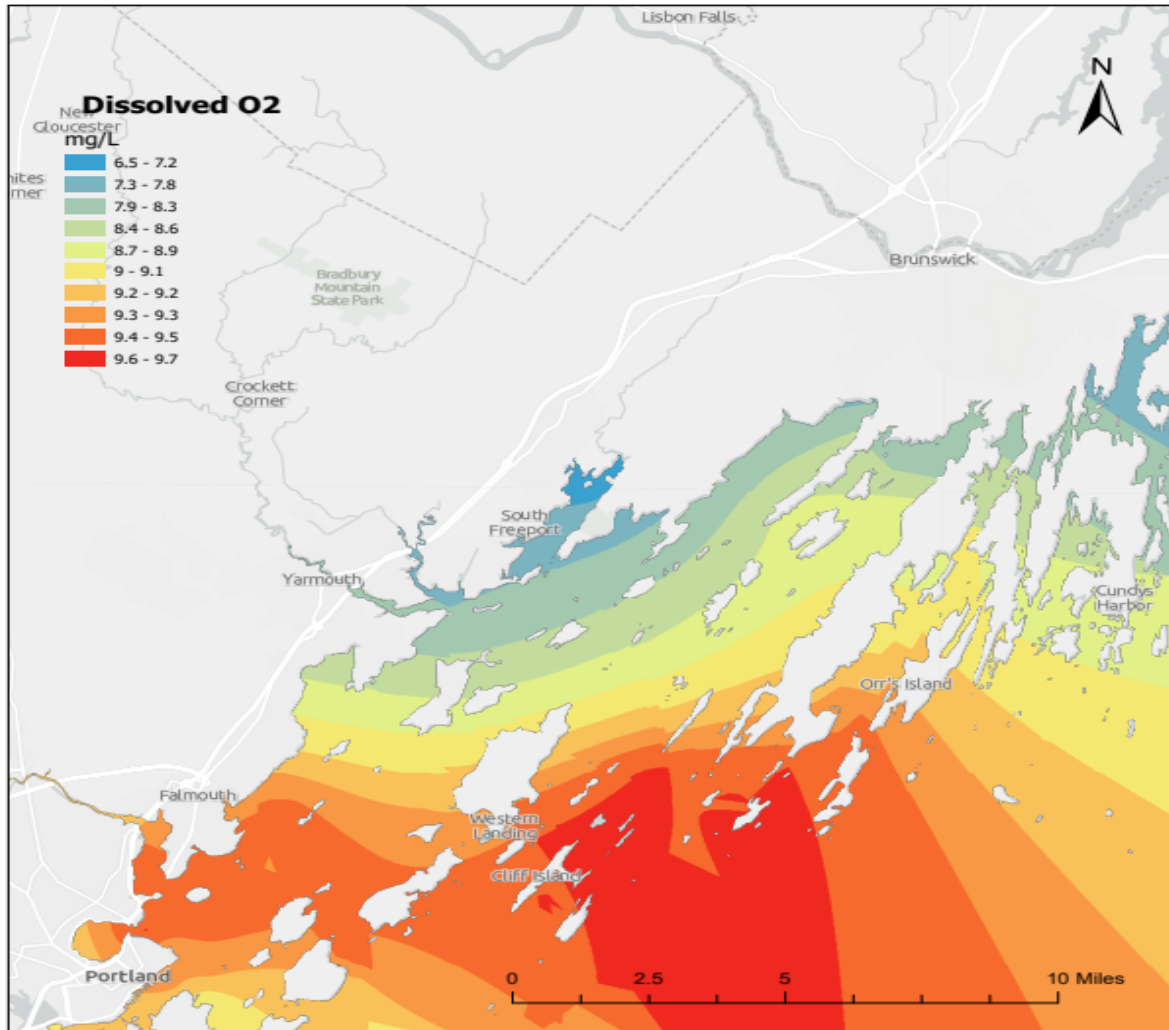 Lisbon Falls
N
Dissolved O2
New
Gloucester
mg/L
6.5 - 7.2
7.3 - 7.8
7.9 - 8.3
8.4 - 8.6
8.7 - 8.9
9 - 9.1
9.2 - 9.2
9.3 - 9.3
9.4 - 9.5
9.6 - 9.7
hites
rner
Brunswick
Bradbury
Mountain
State Park
Crockett
Corner
South
Freeport
Yarmouth
Cundys
Harbor
Orr's Island
Falmouth
Western
Landing
Cliff Island
Portland
0 2.5 5 10 Miles